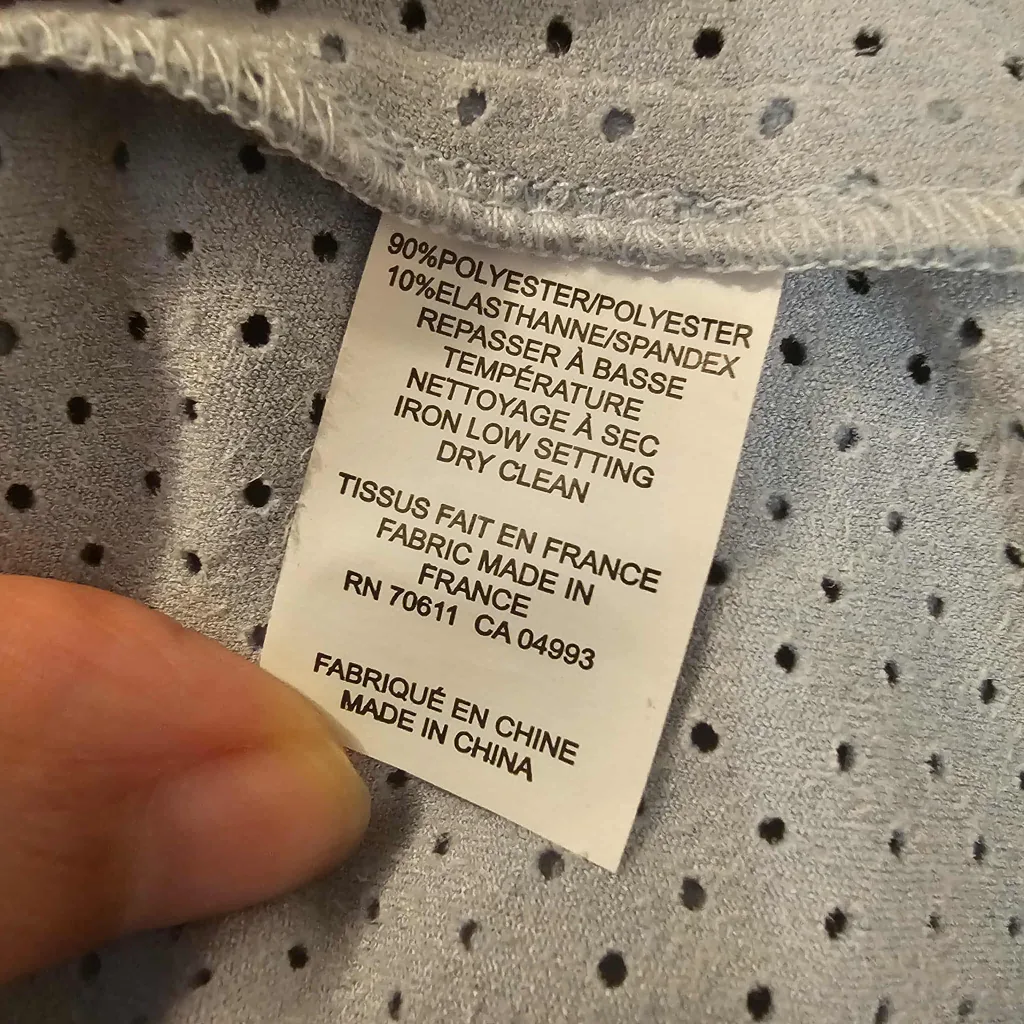 90%POLYESTER/POLYESTER
10%ELASTHANNE/SPANDEX
REPASSER À BASSE
TEMPÉRATURE
NETTOYAGE À SEC
IRON LOW SETTING
DRY CLEAN
TISSUS FAIT EN FRANCE
FABRIC MADE IN
FRANCE
RN 70611 CA 04993
FABRIQUÉ EN CHINE
MADE IN CHINA